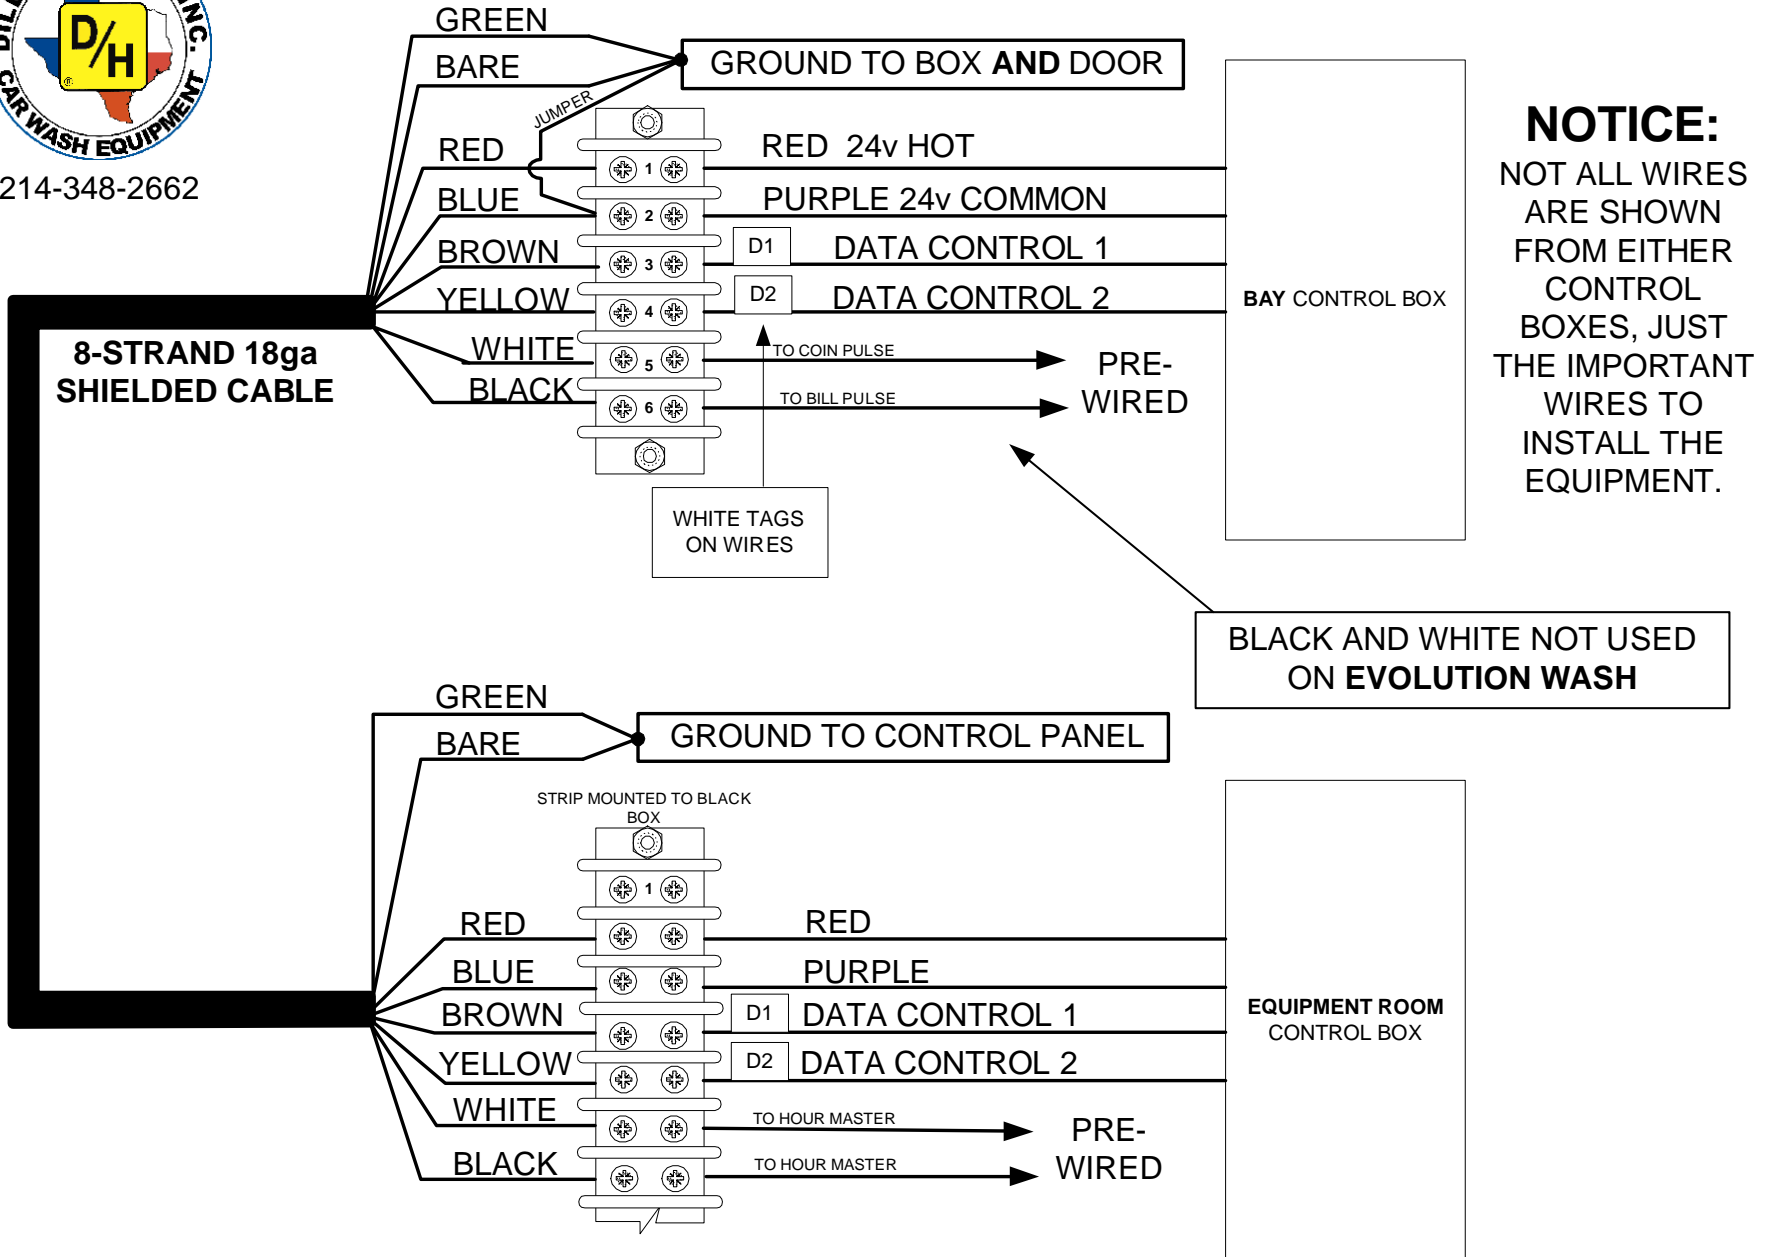 INC.
D/H
®
CAR WASH EQUIPMENT
214-348-2662
GREEN
BARE
GROUND TO BOX AND DOOR
JUMPER
RED
1
RED 24v HOT
BLUE
2
PURPLE 24v COMMON
BROWN
3
D1
DATA CONTROL 1
YELLOW
4
D2
DATA CONTROL 2
WHITE
5
TO COIN PULSE
BLACK
6
TO BILL PULSE
PRE-
WIRED
BAY CONTROL BOX
8-STRAND 18ga
SHIELDED CABLE
WHITE TAGS
ON WIRES
NOTICE:
NOT ALL WIRES
ARE SHOWN
FROM EITHER
CONTROL
BOXES, JUST
THE IMPORTANT
WIRES TO
INSTALL THE
EQUIPMENT.
BLACK AND WHITE NOT USED
ON EVOLUTION WASH
GREEN
BARE
GROUND TO CONTROL PANEL
STRIP MOUNTED TO BLACK
BOX
1
RED
RED
BLUE
PURPLE
BROWN
D1
DATA CONTROL 1
YELLOW
D2
DATA CONTROL 2
WHITE
TO HOUR MASTER
BLACK
TO HOUR MASTER
PRE-
WIRED
EQUIPMENT ROOM
CONTROL BOX